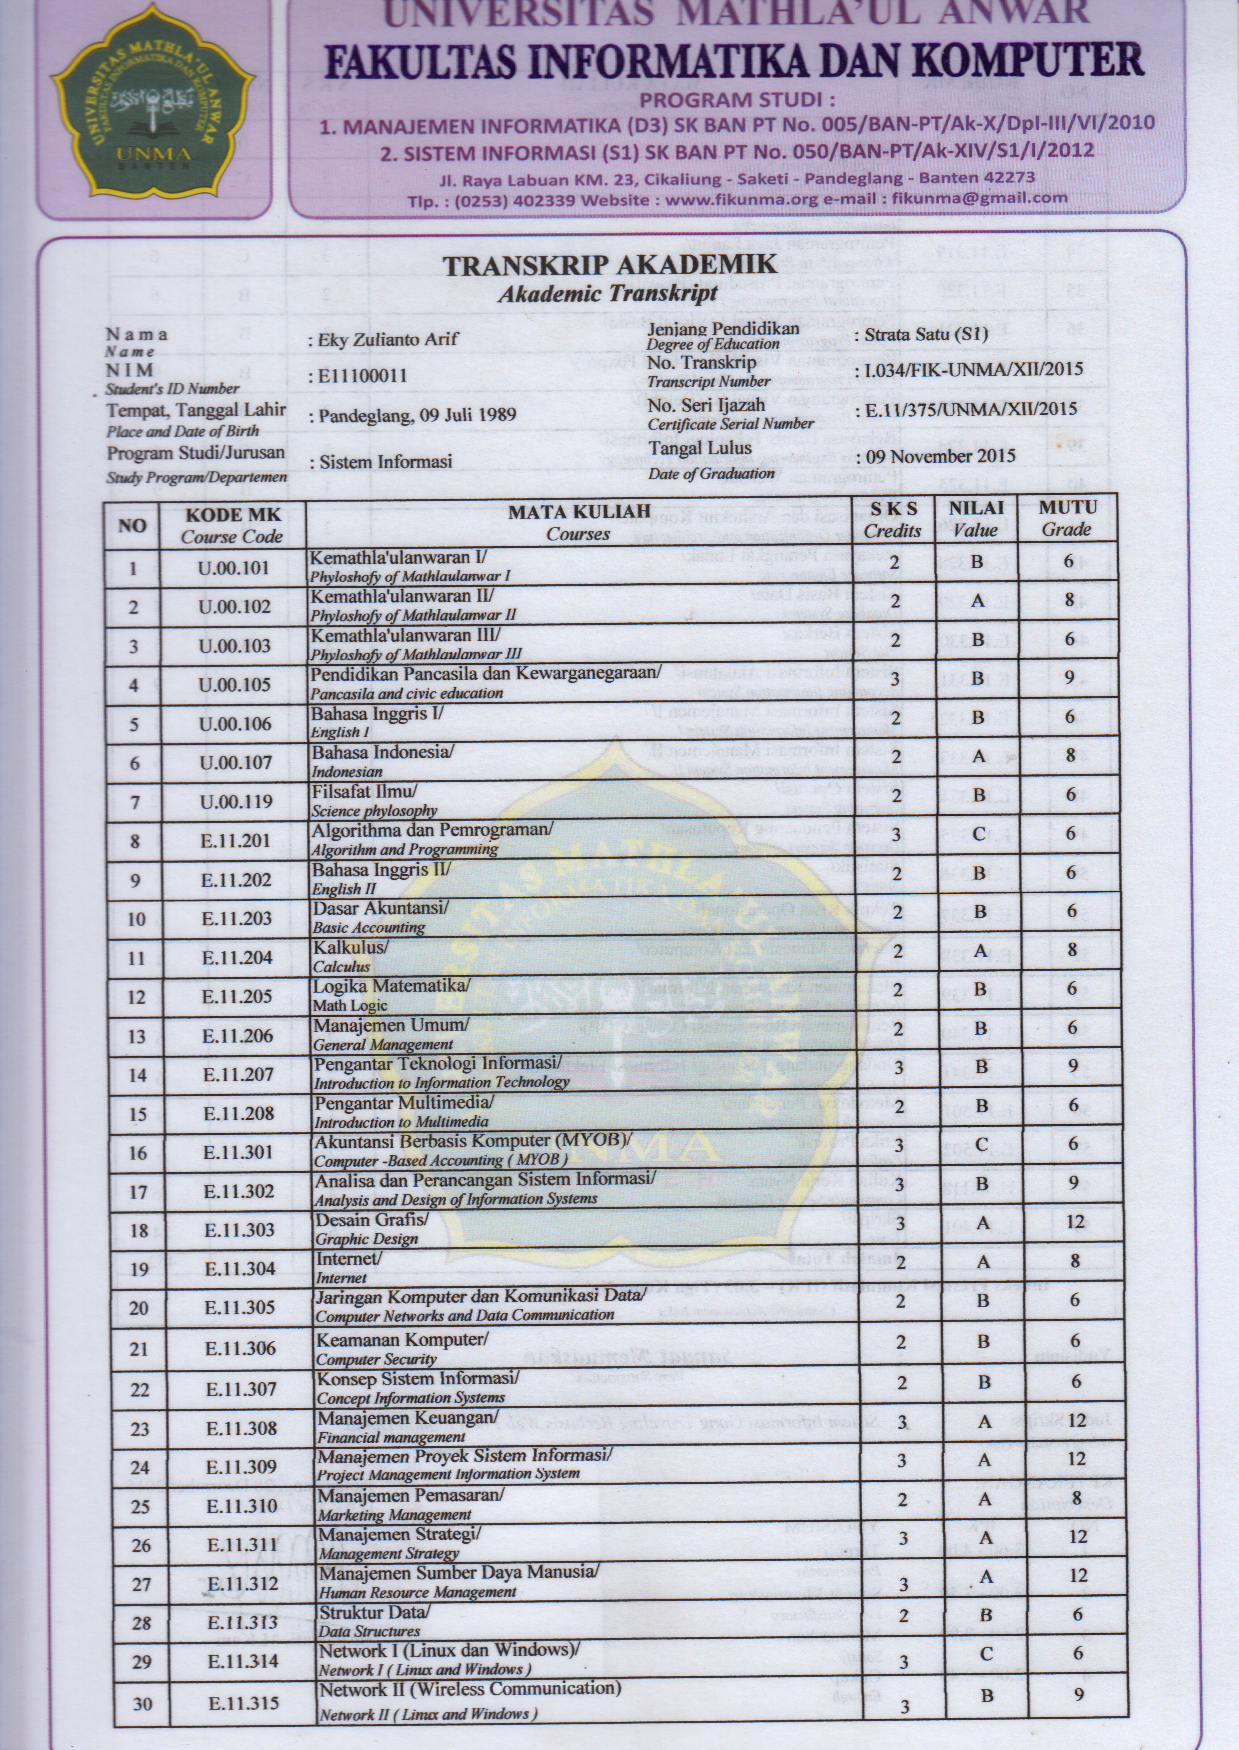 UNIVERSITAS MATHLA'UL ANWAR
FAKULTAS INFORMATIKA DAN KOMPUTER
PROGRAM STUDI :
1. MANAJEMEN INFORMATIKA (D3) SK BAN PT No. 005/BAN-PT/Ak-X/Dpl-III/VI/2010
2. SISTEM INFORMASI (S1) SK BAN PT No. 050/BAN-PT/Ak-XIV/S1/I/2012
Jl. Raya Labuan KM. 23, Cikaliung - Saketi - Pandeglang - Banten 42273
Tlp. : (0253) 402339 Website : www.fikunma.org e-mail : fikunma@gmail.com
UNIVERSITAS MATHLA'UL ANWAR
FAKULTAS INFORMATIKA DAN KOMPUTER
UNMA
BANTEN
TRANSKRIP AKADEMIK
Akademic Transkript
Nama : Eky Zulianto Arif
Name
NIM : E11100011
Student's ID Number
Tempat, Tanggal Lahir : Pandeglang, 09 Juli 1989
Place and Date of Birth
Program Studi/Jurusan : Sistem Informasi
Study Program/Departemen
Jenjang Pendidikan : Strata Satu (S1)
Degree of Education
No. Transkrip : I.034/FIK-UNMA/XII/2015
Transcript Number
No. Seri Ijazah : E.11/375/UNMA/XII/2015
Certificate Serial Number
Tangal Lulus : 09 November 2015
Date of Graduation
NO KODE MK MATA KULIAH S K S NILAI MUTU
Course Code Courses Credits Value Grade
1 U.00.101 Kemathla'ulanwaran I/ 2 B 6
Phyloshofy of Mathlaulanwar I
2 U.00.102 Kemathla'ulanwaran II/ 2 A 8
Phyloshofy of Mathlaulanwar II
3 U.00.103 Kemathla'ulanwaran III/ 2 B 6
Phyloshofy of Mathlaulanwar III
4 U.00.105 Pendidikan Pancasila dan Kewarganegaraan/ 3 B 9
Pancasila and civic education
5 U.00.106 Bahasa Inggris I/ 2 B 6
English I
6 U.00.107 Bahasa Indonesia/ 2 A 8
Indonesian
7 U.00.119 Filsafat Ilmu/ 2 B 6
Science phylosophy
8 E.11.201 Algorithma dan Pemrograman/ 3 C 6
Algorithm and Programming
9 E.11.202 Bahasa Inggris II/ 2 B 6
English II
10 E.11.203 Dasar Akuntansi/ 2 B 6
Basic Accounting
11 E.11.204 Kalkulus/ 2 A 8
Calculus
12 E.11.205 Logika Matematika/ 2 B 6
Math Logic
13 E.11.206 Manajemen Umum/ 2 B 6
General Management
14 E.11.207 Pengantar Teknologi Informasi/ 3 B 9
Introduction to Information Technology
15 E.11.208 Pengantar Multimedia/ 2 B 6
Introduction to Multimedia
16 E.11.301 Akuntansi Berbasis Komputer (MYOB)/ 3 C 6
Computer -Based Accounting ( MYOB )
17 E.11.302 Analisa dan Perancangan Sistem Informasi/ 3 B 9
Analysis and Design of Information Systems
18 E.11.303 Desain Grafis/ 3 A 12
Graphic Design
19 E.11.304 Internet/ 2 A 8
Internet
20 E.11.305 Jaringan Komputer dan Komunikasi Data/ 2 B 6
Computer Networks and Data Communication
21 E.11.306 Keamanan Komputer/ 2 B 6
Computer Security
22 E.11.307 Konsep Sistem Informasi/ 2 B 6
Concept Information Systems
23 E.11.308 Manajemen Keuangan/ 3 A 12
Financial management
24 E.11.309 Manajemen Proyek Sistem Informasi/ 3 A 12
Project Management Information System
25 E.11.310 Manajemen Pemasaran/ 2 A 8
Marketing Management
26 E.11.311 Manajemen Strategi/ 3 A 12
Management Strategy
27 E.11.312 Manajemen Sumber Daya Manusia/ 3 A 12
Human Resource Management
28 E.11.313 Struktur Data/ 2 B 6
Data Structures
29 E.11.314 Network I (Linux dan Windows)/ 3 C 6
Network I ( Linux and Windows )
30 E.11.315 Network II (Wireless Communication) 3 B 9
Network II ( Linux and Windows )